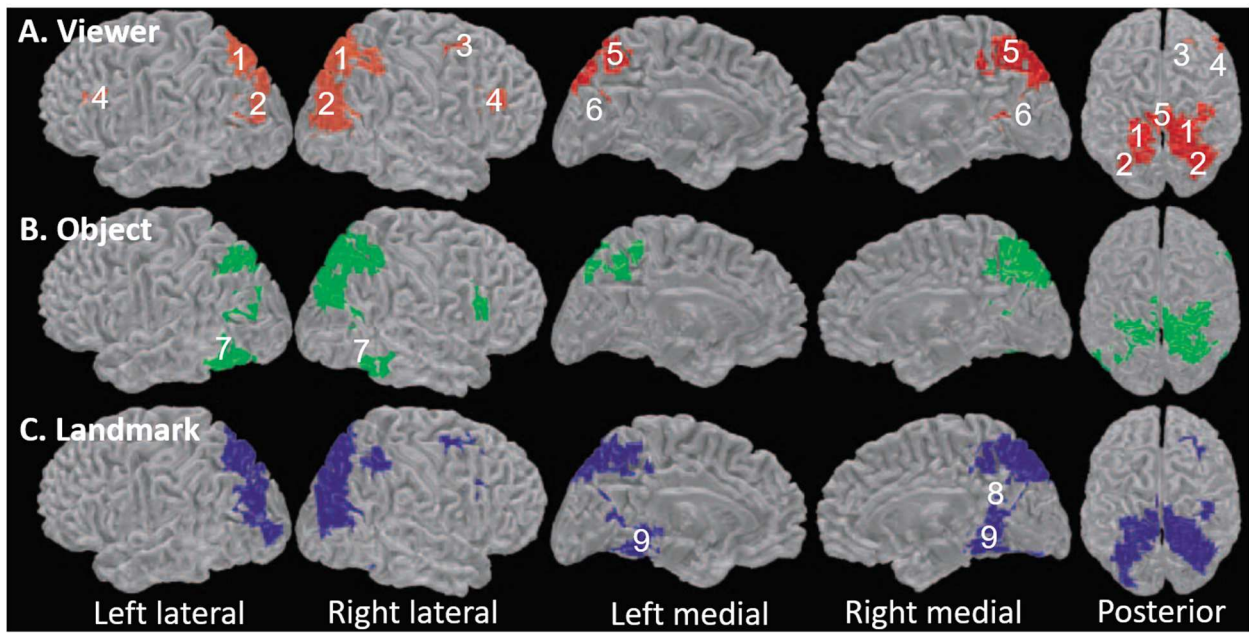 A. Viewer
1 2 4
1 2 3 4
5 6
5 6
3 4 5 1 1 2 2
B. Object
7
7
C. Landmark
9
8 9
Left lateral
Right lateral
Left medial
Right medial
Posterior